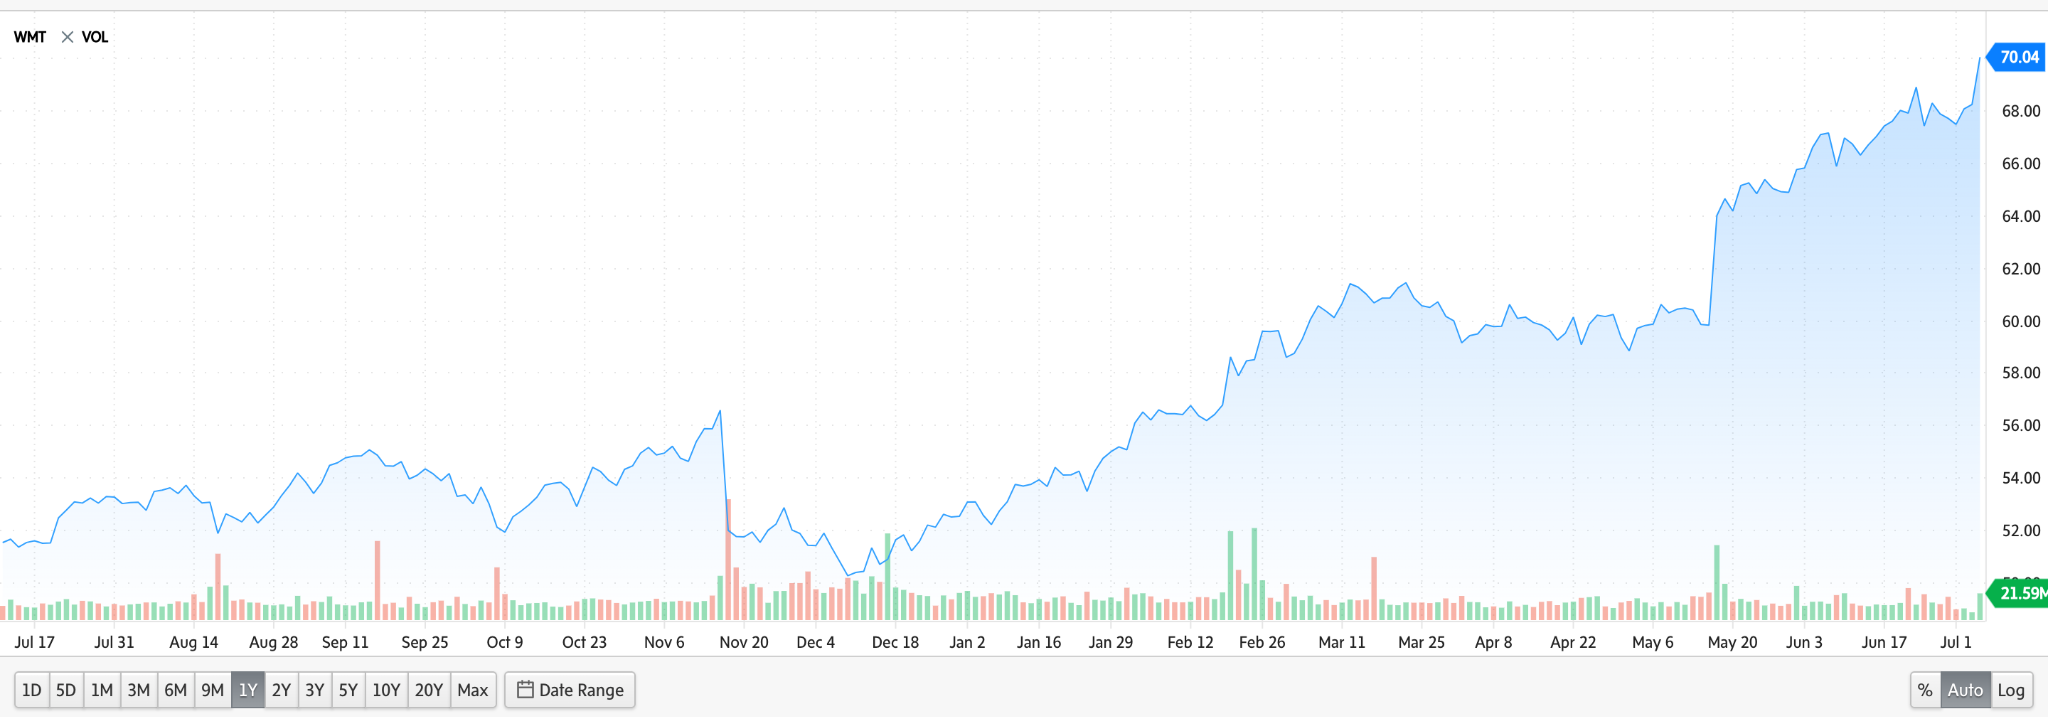 WMT × VOL
70.04
68.00
66.00
64.00
62.00
60.00
58.00
56.00
54.00
52.00
21.59M
Jul 17 Jul 31 Aug 14 Aug 28 Sep 11 Sep 25 Oct 9 Oct 23 Nov 6 Nov 20 Dec 4 Dec 18 Jan 2 Jan 16 Jan 29 Feb 12 Feb 26 Mar 11 Mar 25 Apr 8 Apr 22 May 6 May 20 Jun 3 Jun 17 Jul 1
1D 5D 1M 3M 6M 9M 1Y 2Y 3Y 5Y 10Y 20Y Max Date Range % Auto Log